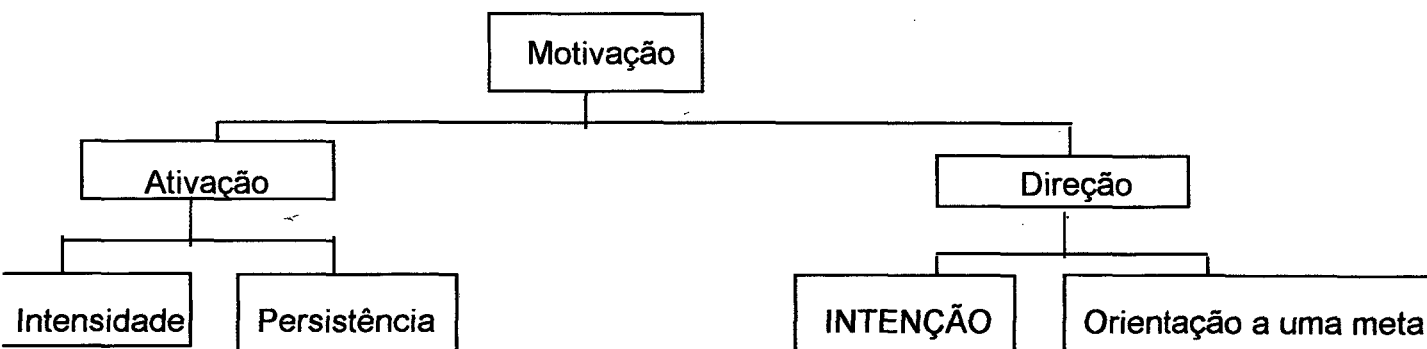 Motivação
Ativação
Direção
Intensidade
Persistência
INTENÇÃO
Orientação a uma meta